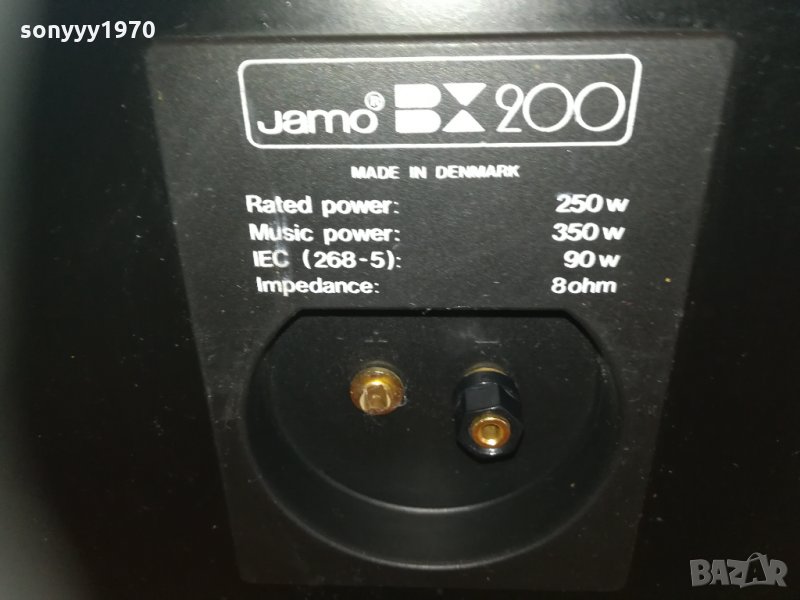 sonyyy1970
Jamo® BX 200
MADE IN DENMARK
Rated power: 250 w
Music power: 350 w
IEC (268-5): 90 w
Impedance: 8 ohm
+ −
BAZAR